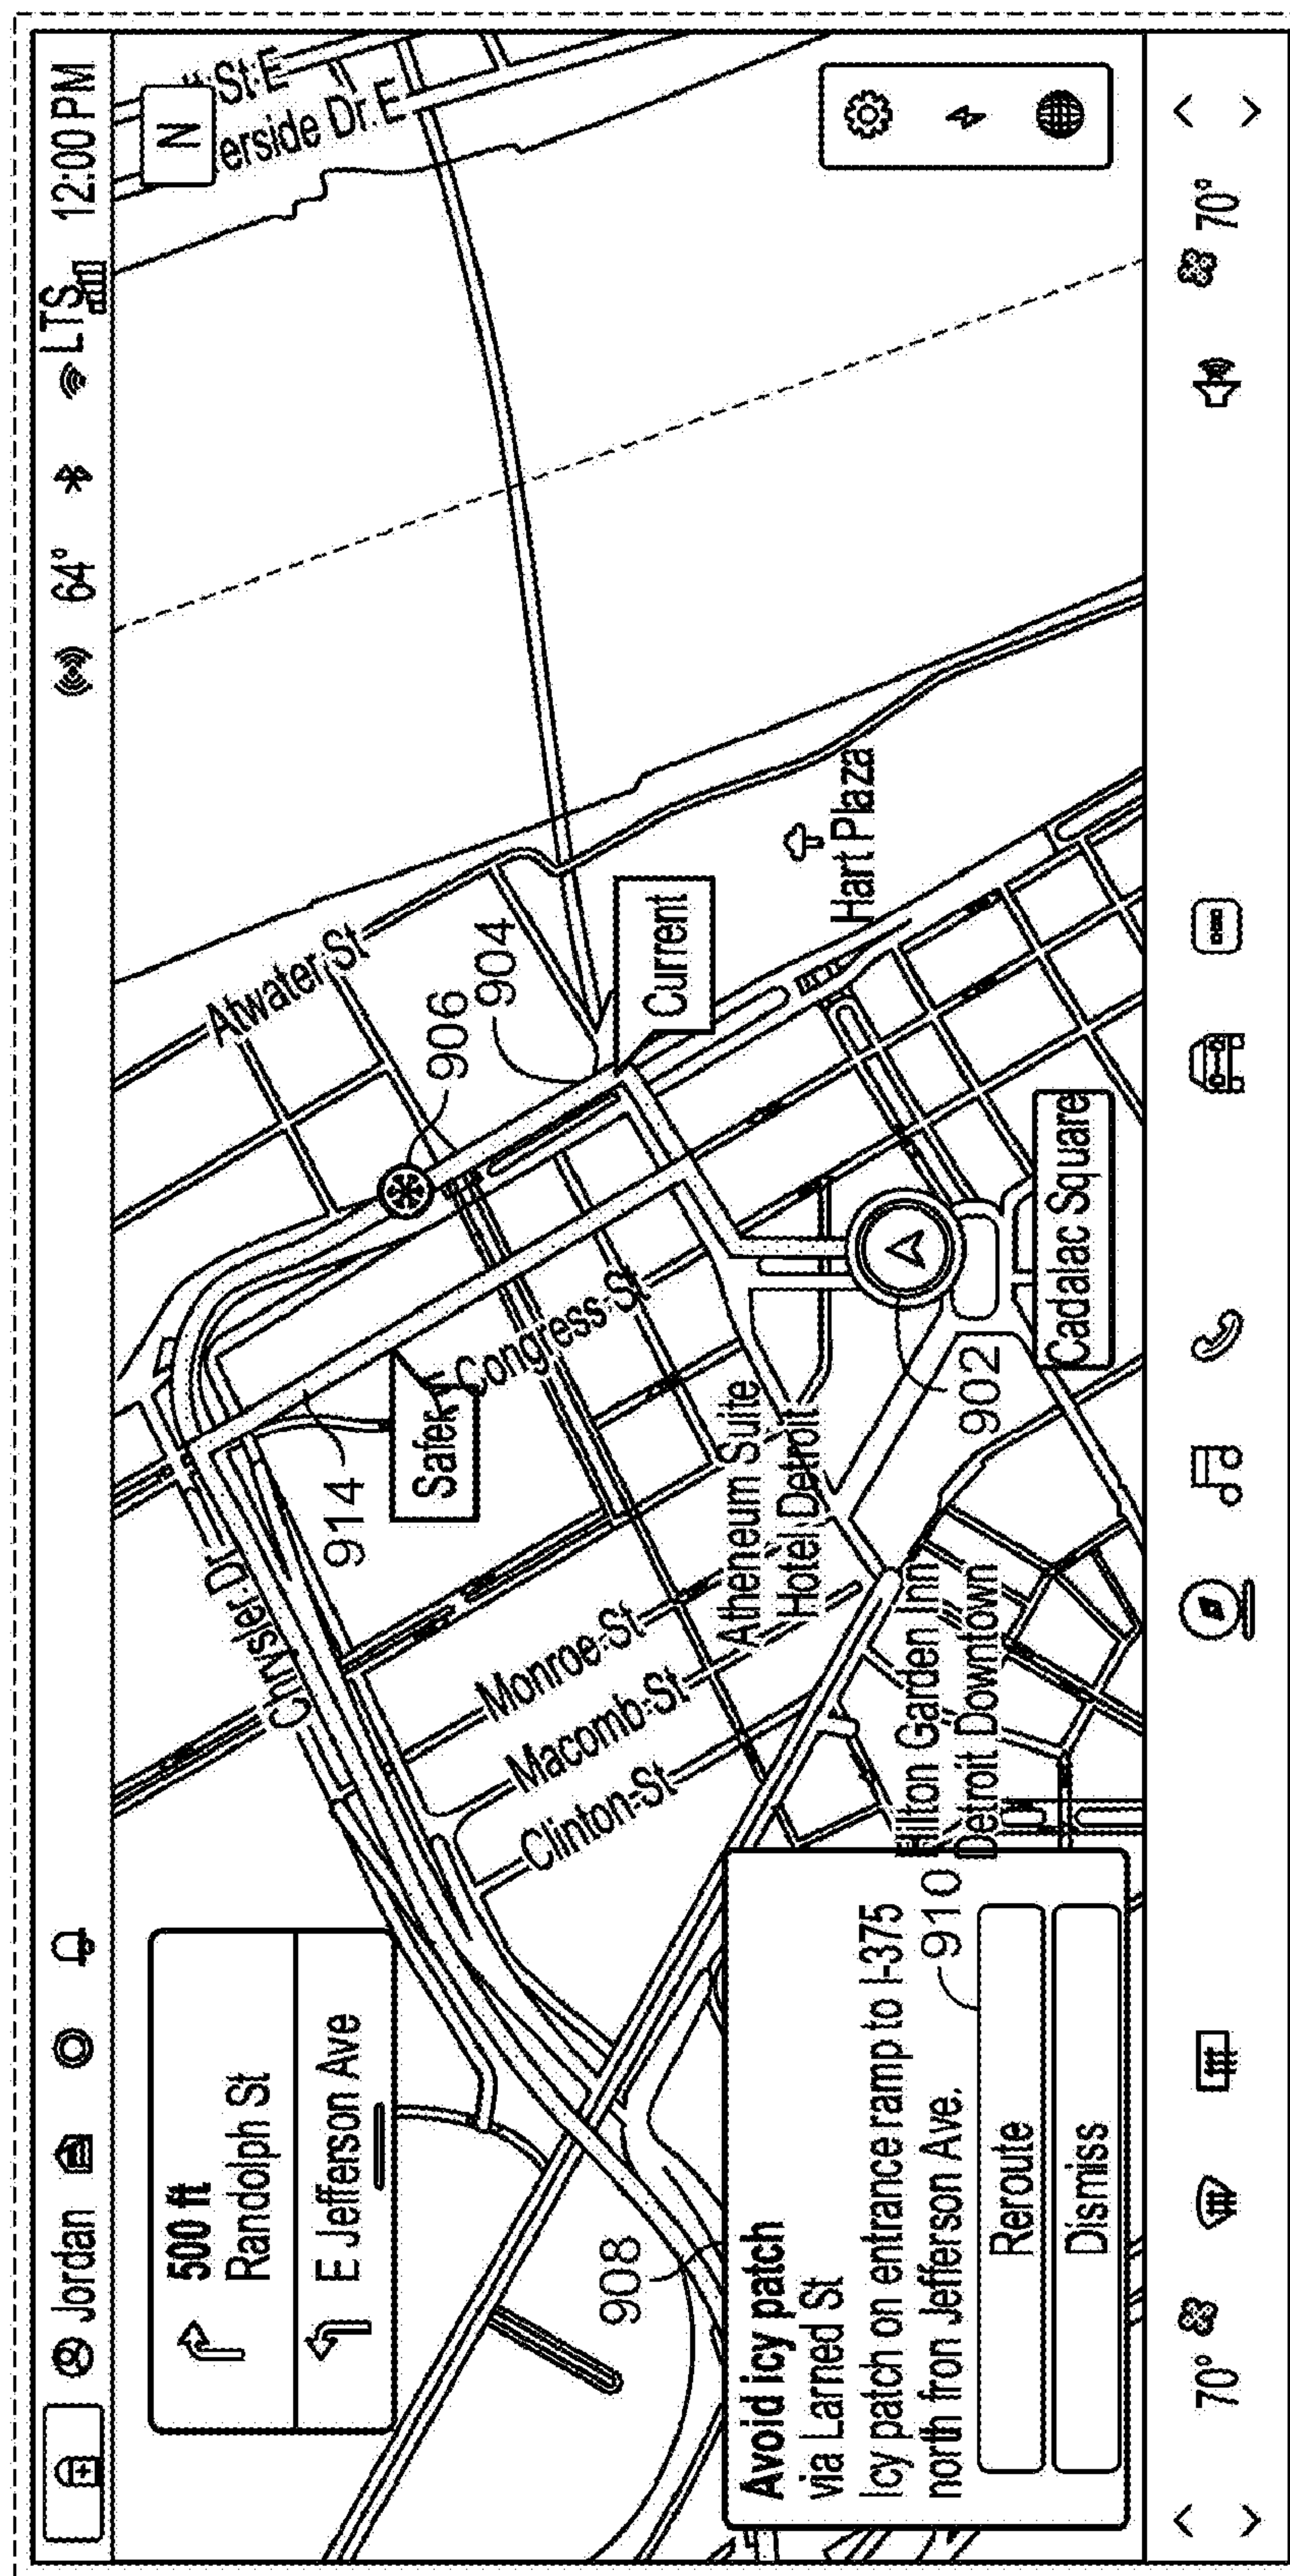 Jordan
64°
LTS
12:00 PM
500 ft
Randolph St
E Jefferson Ave
N
St E
erside Dr E
Atwater St
906
904
Current
Hart Plaza
Chrysler Dr
914
Safer
E Congress St
Monroe St
Macomb St
Clinton St
Atheneum Suite
Hotel Detroit
902
Cadalac Square
Hillton Garden Inn
Detroit Downtown
908
Avoid icy patch
via Larned St
Icy patch on entrance ramp to I-375
north fron Jefferson Ave.
910
Reroute
Dismiss
70°
70°